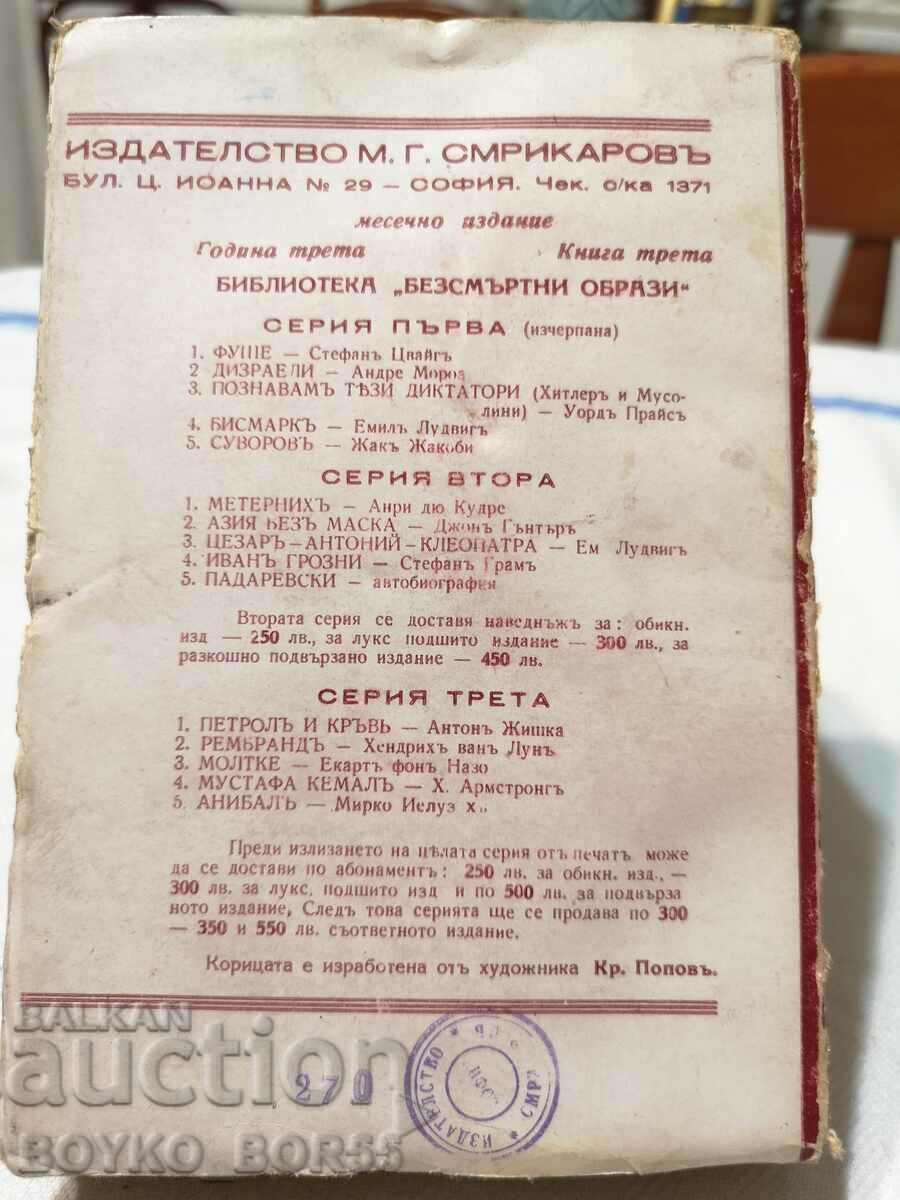 ИЗДАТЕЛСТВО М. Г. СМРИКАРОВЪ
БУЛ. Ц. ИОАННА № 29 — СОФИЯ. Чек. с/ка 1371
месечно издание
Година трета Книга трета
БИБЛИОТЕКА „БЕЗСМЪРТНИ ОБРАЗИ“
СЕРИЯ ПЪРВА (изчерпана)
1. ФУШЕ — Стефанъ Цвайгъ
2 ДИЗРАЕЛИ — Андре Мороа
3. ПОЗНАВАМЪ ТѢЗИ ДИКТАТОРИ (Хитлеръ и Мусо-
лини) — Уордъ Прайсъ
4. БИСМАРКЪ — Емилъ Лудвигъ
5. СУВОРОВЪ — Жак Жакоби
СЕРИЯ ВТОРА
1. МЕТЕРНИХЪ — Анри дю Кудре
2. АЗИЯ БЕЗЪ МАСКА — Джонъ Гънтъръ
3. ЦЕЗАРЪ–АНТОНИЙ–КЛЕОПАТРА — Ем Лудвигъ
4. ИВАНЪ ГРОЗНИ — Стефанъ Грамъ
5. ПАДАРЕВСКИ — автобиография
Втората серия се доставя наведнъжъ за: обикн.
изд — 250 лв., за лукс подшито издание — 300 лв., за
разкошно подвързано издание — 450 лв.
СЕРИЯ ТРЕТА
1. ПЕТРОЛЪ И КРЪВЬ — Антонъ Жишка
2. РЕМБРАНДЪ — Хендрихъ ванъ Лунъ
3. МОЛТКЕ — Екартъ фонъ Назо
4. МУСТАФА КЕМАЛЪ — Х. Армстронгъ
5. АНИБАЛЪ — Мирко Иелуз хъ
Преди излизането на цѣлата серия отъ печатъ може
да се достави по абонаментъ: 250 лв. за обикн. изд., —
300 лв. за лукс, подшито изд и по 500 лв. за подвърза
ното издание, Следъ това серията ще се продава по 300
— 350 и 550 лв. съответното издание.
Корицата е изработена отъ художника Кр. Поповъ.
BALKAN
auction
BOYKO BOR55
270
ИЗДАТЕЛСТВО
СМРИ